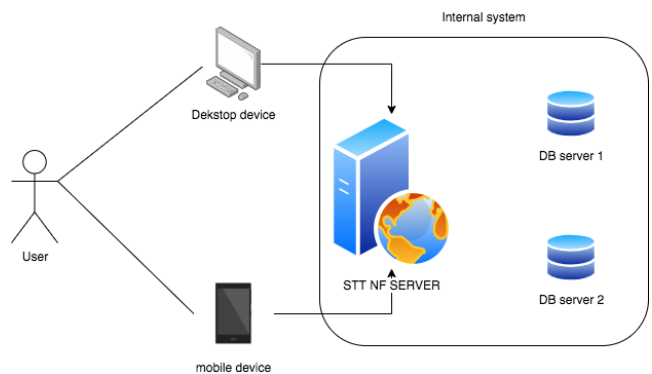 Internal system
Dekstop device
DB server 1
User
STT NF SERVER
DB server 2
mobile device